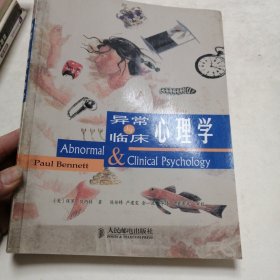 异常
与
临床
心理学
Abnormal
& Clinical Psychology
Paul Bennett
人民邮电出版社